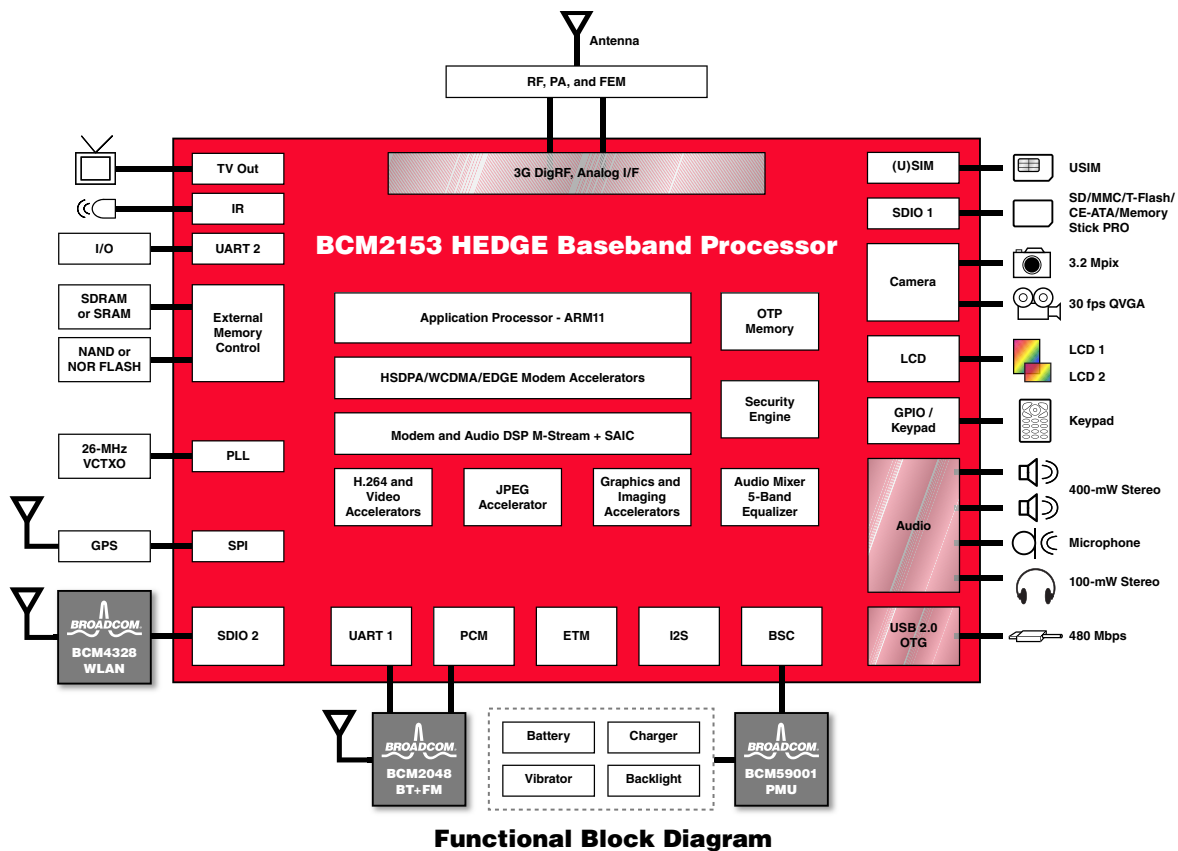 Antenna
RF, PA, and FEM
3G DigRF, Analog I/F
BCM2153 HEDGE Baseband Processor
TV Out
IR
I/O
UART 2
SDRAM
or SRAM
NAND or
NOR FLASH
External
Memory
Control
26-MHz
VCTXO
PLL
GPS
SPI
BROADCOM.
BCM4328
WLAN
SDIO 2
Application Processor - ARM11
HSDPA/WCDMA/EDGE Modem Accelerators
Modem and Audio DSP M-Stream + SAIC
H.264 and
Video
Accelerators
JPEG
Accelerator
Graphics and
Imaging
Accelerators
Audio Mixer
5-Band
Equalizer
OTP
Memory
Security
Engine
(U)SIM
USIM
SDIO 1
SD/MMC/T-Flash/
CE-ATA/Memory
Stick PRO
Camera
3.2 Mpix
30 fps QVGA
LCD
LCD 1
LCD 2
GPIO /
Keypad
Keypad
Audio
400-mW Stereo
Microphone
100-mW Stereo
USB 2.0
OTG
480 Mbps
UART 1
PCM
ETM
I2S
BSC
BROADCOM.
BCM2048
BT+FM
Battery
Charger
Vibrator
Backlight
BROADCOM.
BCM59001
PMU
Functional Block Diagram